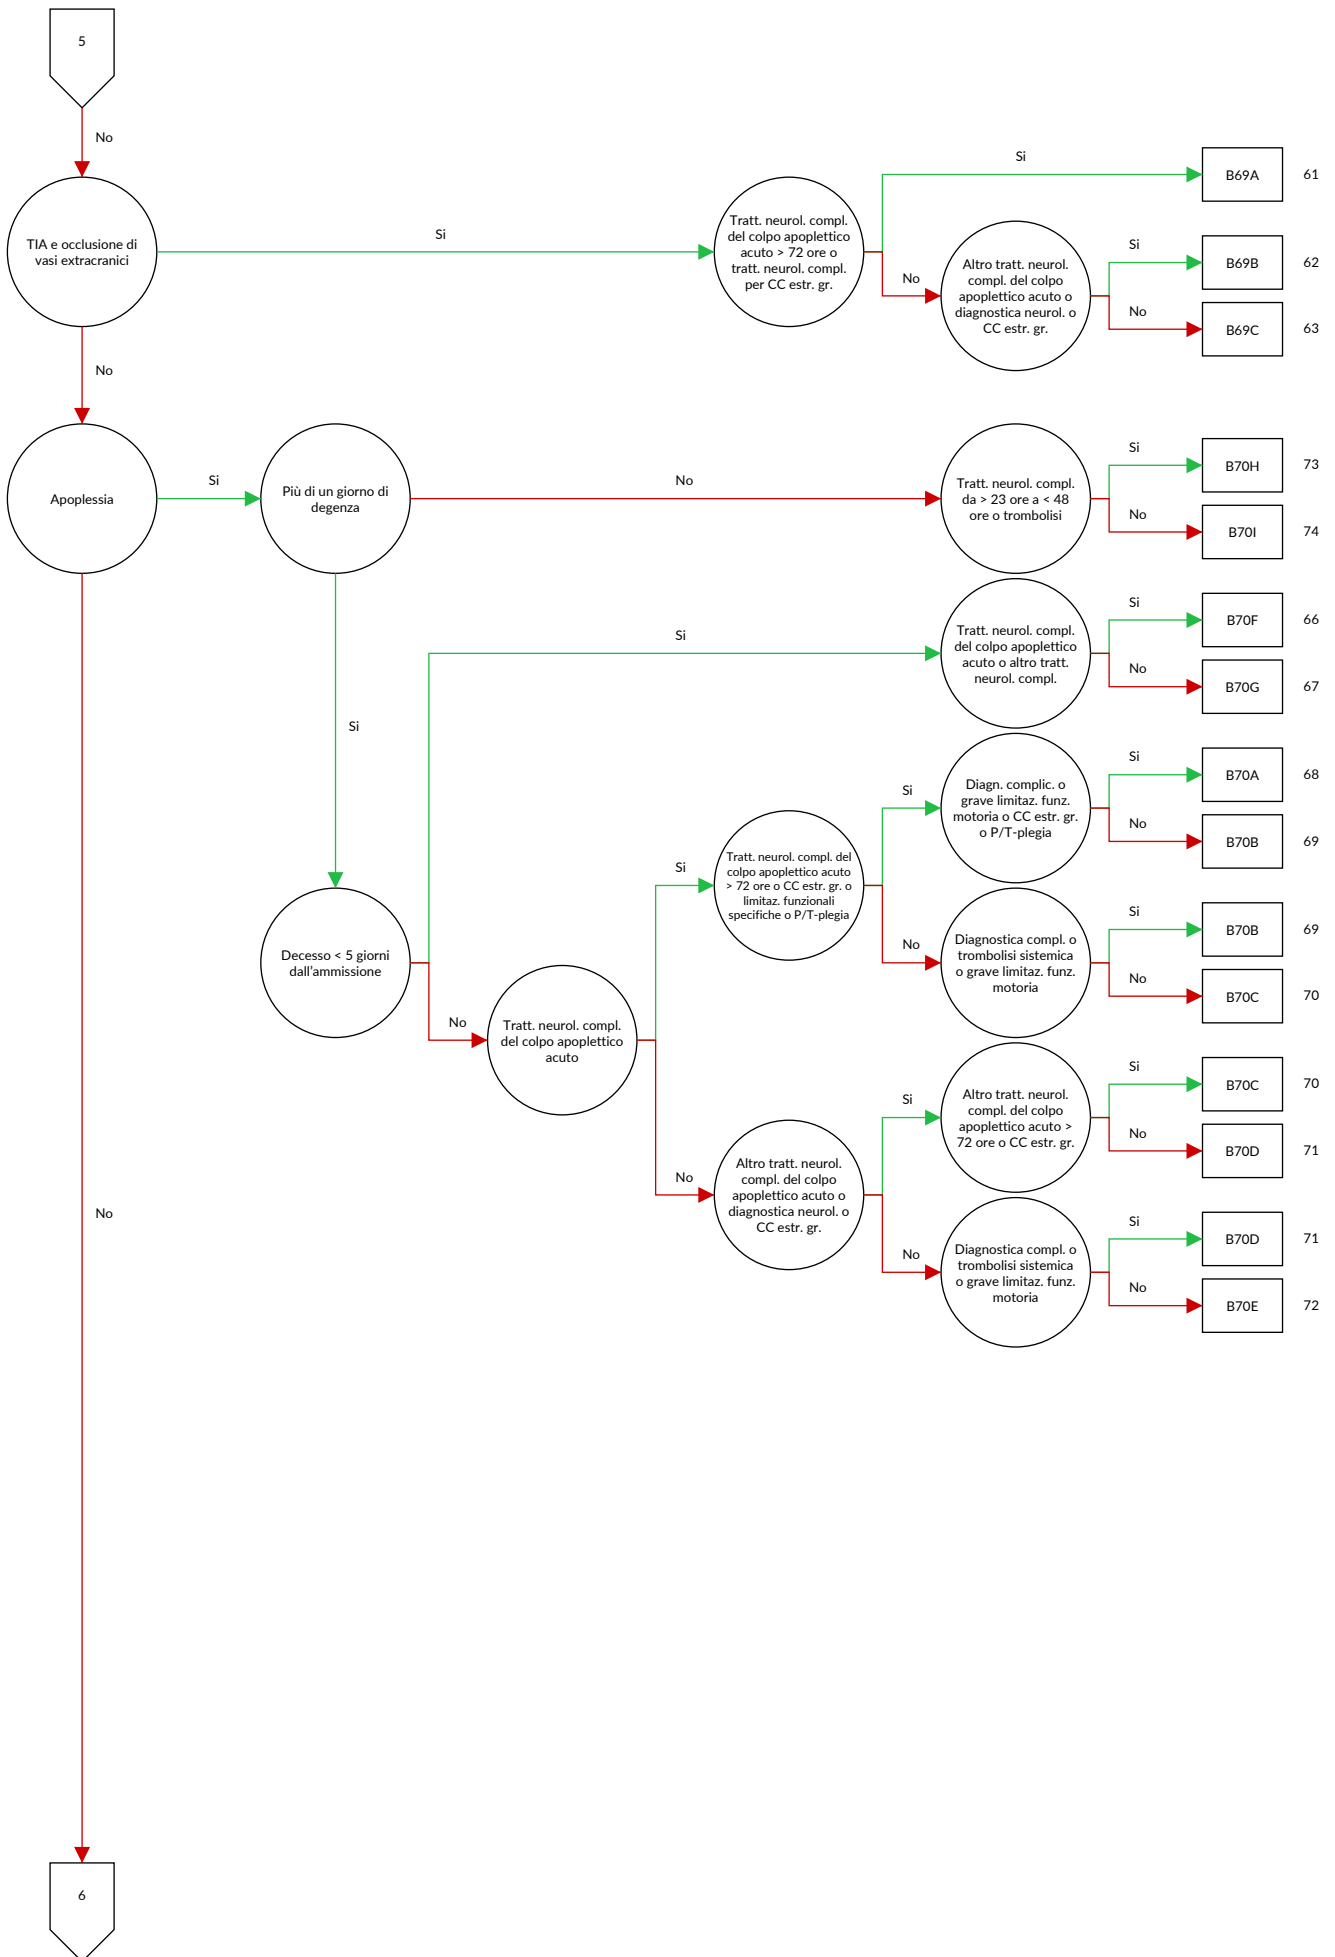 5
No
TIA e occlusione di
vasi extracranici
Si
Tratt. neurol. compl.
del colpo apoplettico
acuto > 72 ore o
tratt. neurol. compl.
per CC estr. gr.
Si
B69A
61
No
Altro tratt. neurol.
compl. del colpo
apoplettico acuto o
diagnostica neurol. o
CC estr. gr.
Si
B69B
62
No
B69C
63
No
Apoplessia
Si
Più di un giorno di
degenza
No
Tratt. neurol. compl.
da > 23 ore a < 48
ore o trombolisi
Si
B70H
73
No
B70I
74
Si
Decesso < 5 giorni
dall'ammissione
Si
Tratt. neurol. compl.
del colpo apoplettico
acuto o altro tratt.
neurol. compl.
Si
B70F
66
No
B70G
67
No
Tratt. neurol. compl.
del colpo apoplettico
acuto
Si
Tratt. neurol. compl. del
colpo apoplettico acuto
> 72 ore o CC estr. gr. o
limitaz. funzionali
specifiche o P/T-plegia
Si
Diagn. complic. o
grave limitaz. funz.
motoria o CC estr. gr.
o P/T-plegia
Si
B70A
68
No
B70B
69
No
Diagnostica compl. o
trombolisi sistemica
o grave limitaz. funz.
motoria
Si
B70B
69
No
B70C
70
No
Altro tratt. neurol.
compl. del colpo
apoplettico acuto o
diagnostica neurol. o
CC estr. gr.
Si
Altro tratt. neurol.
compl. del colpo
apoplettico acuto >
72 ore o CC estr. gr.
Si
B70C
70
No
B70D
71
No
Diagnostica compl. o
trombolisi sistemica
o grave limitaz. funz.
motoria
Si
B70D
71
No
B70E
72
No
6